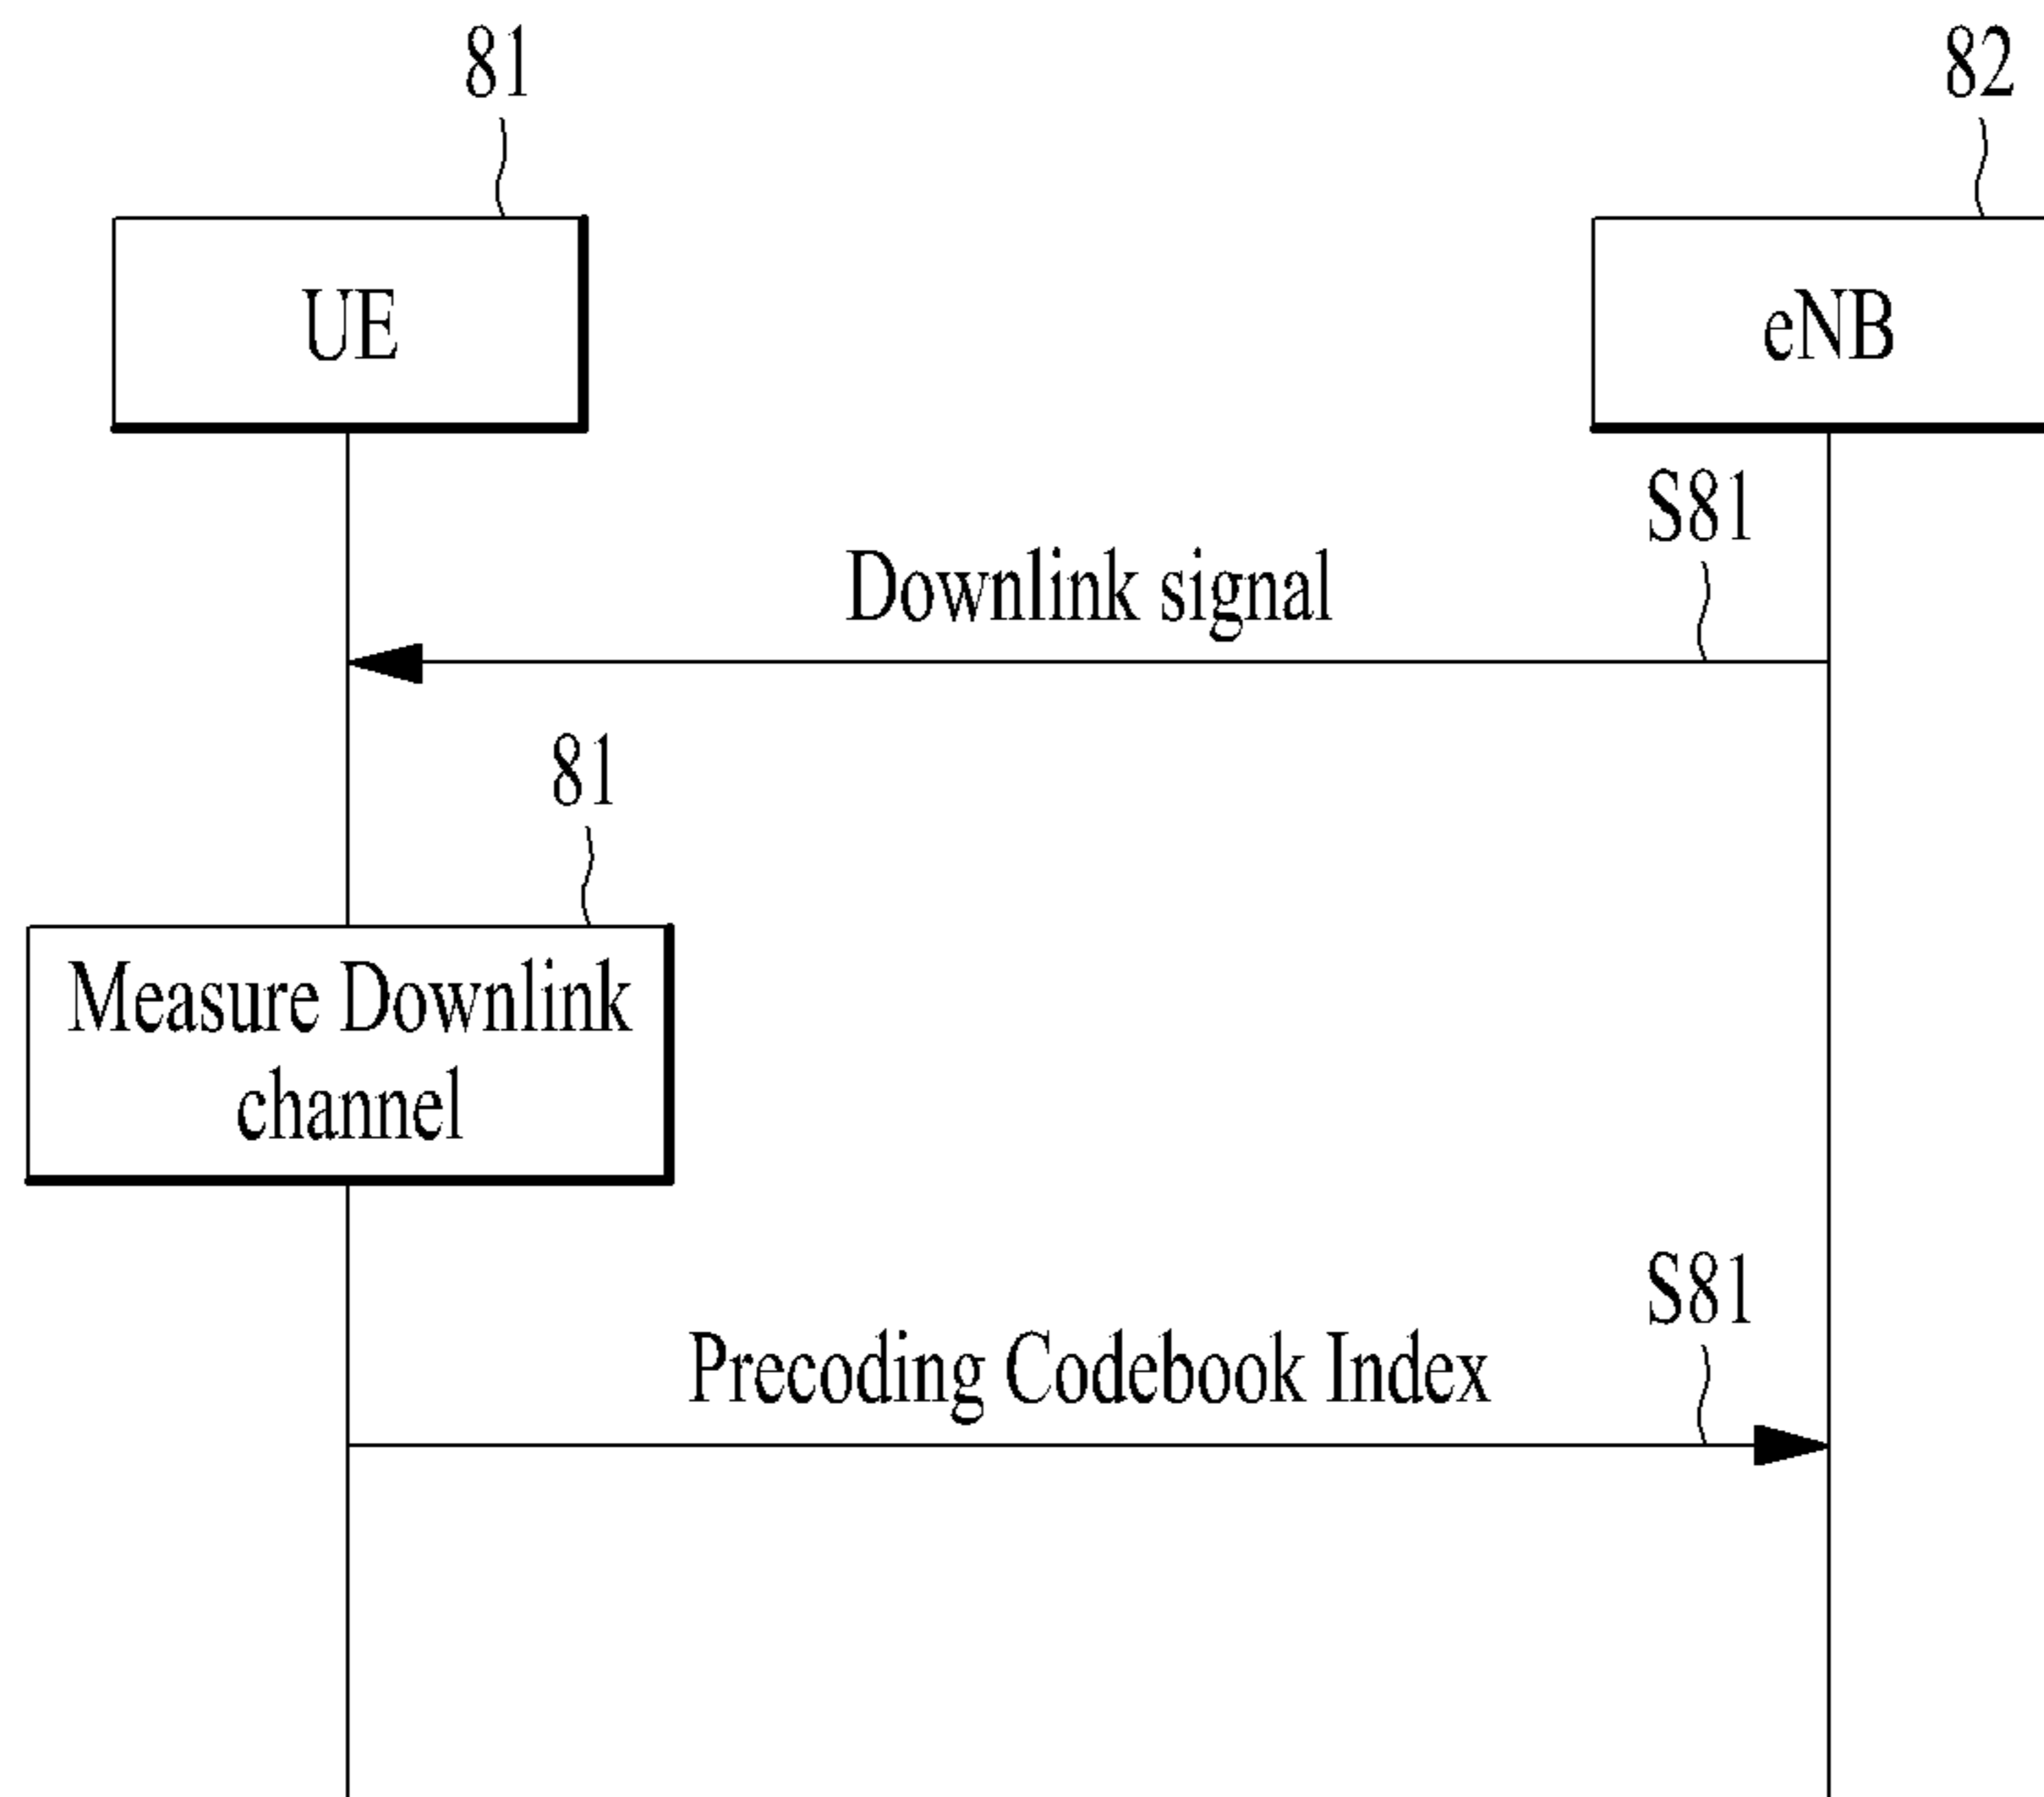 81
82
UE
eNB
S81
Downlink signal
81
Measure Downlink
channel
S81
Precoding Codebook Index